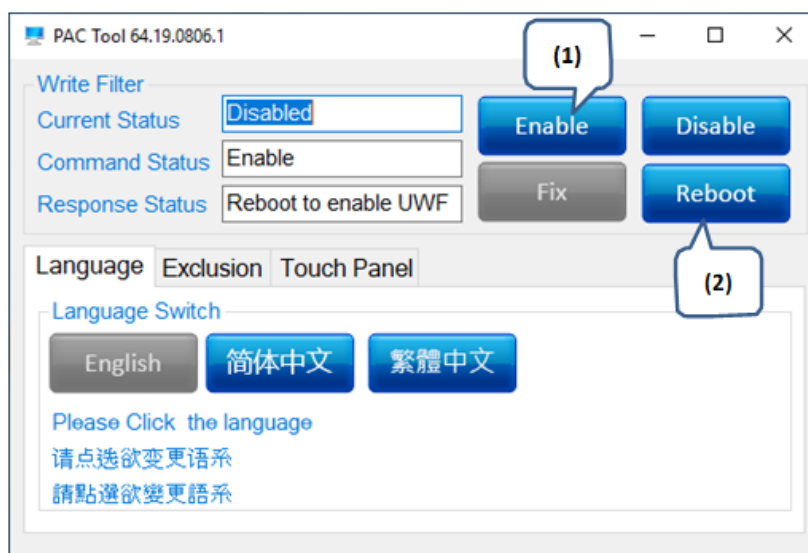 PAC Tool 64.19.0806.1
(1)
Write Filter
Current Status Disabled Enable Disable
Command Status Enable
Response Status Reboot to enable UWF Fix Reboot
(2)
Language Exclusion Touch Panel
Language Switch
English 简体中文 繁體中文
Please Click the language
请点选欲变更语系
請點選欲變更語系